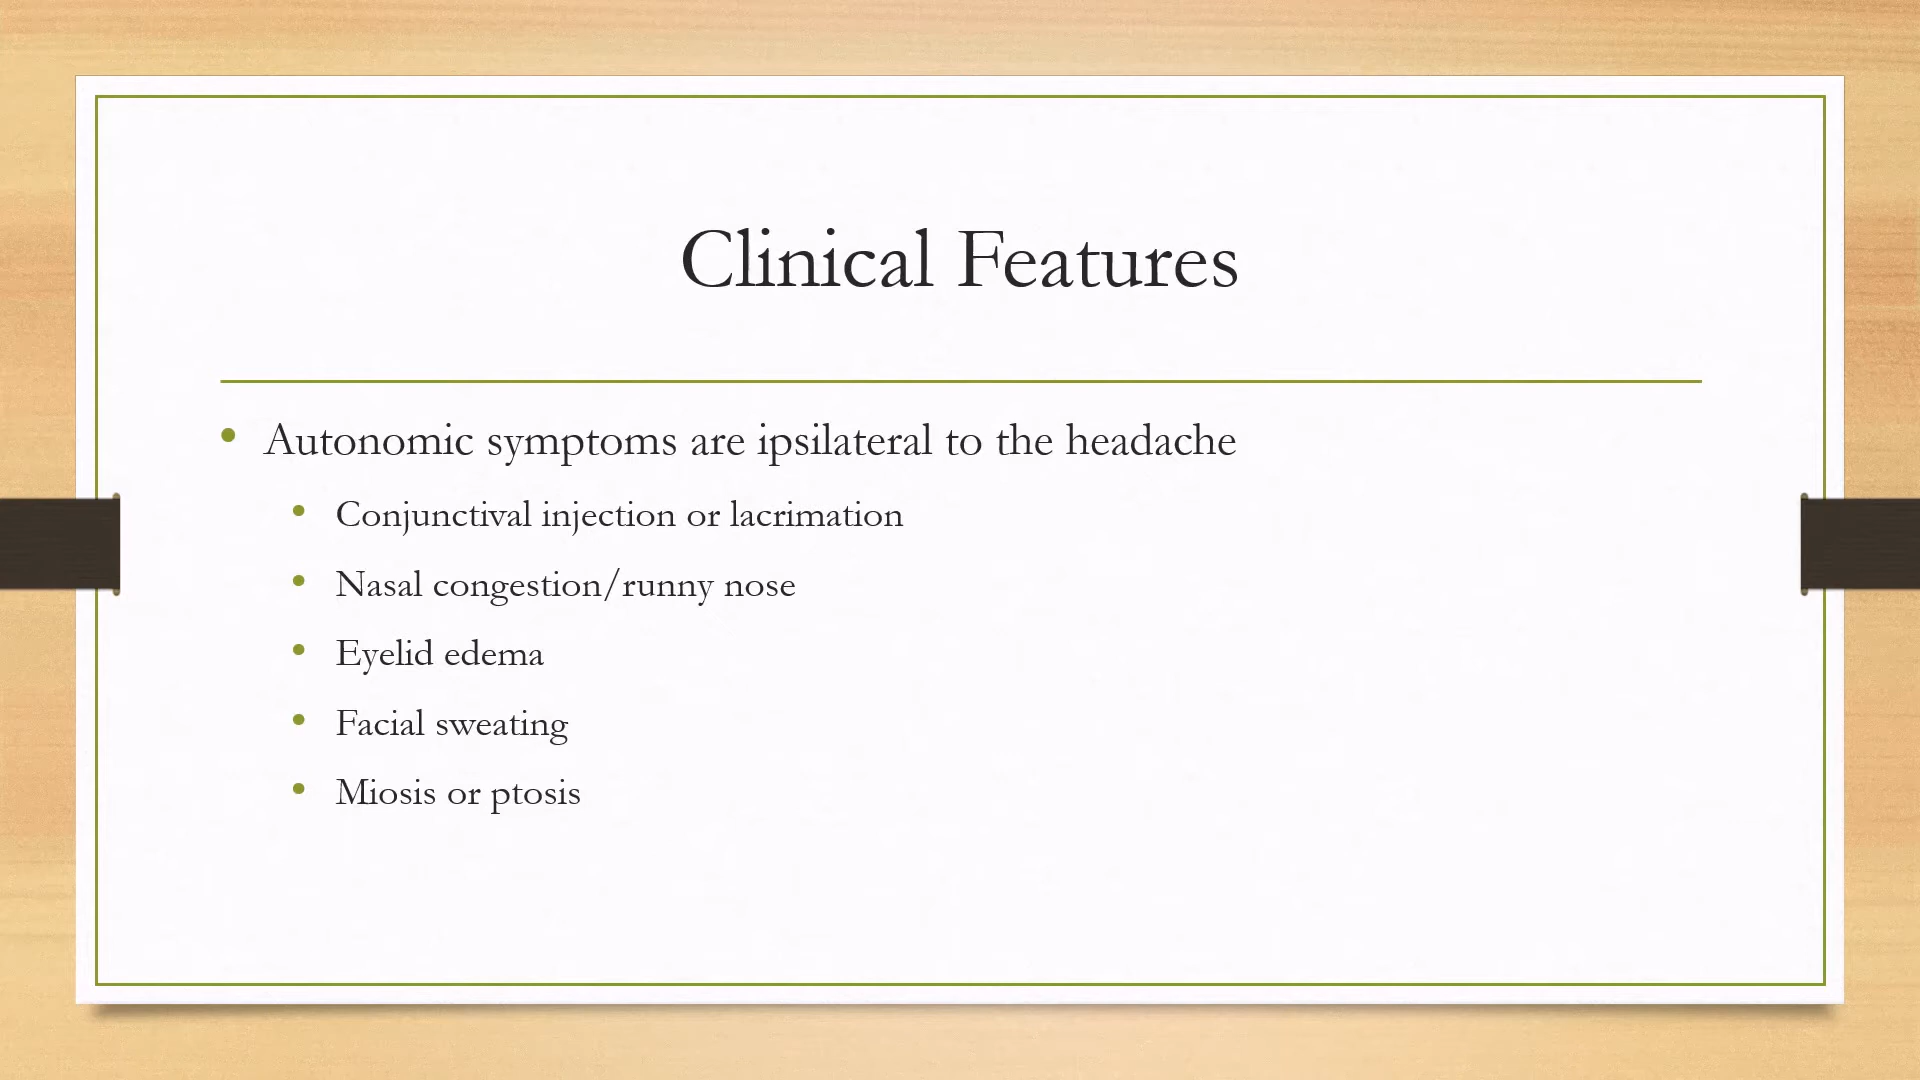 Clinical Features
• Autonomic symptoms are ipsilateral to the headache
• Conjunctival injection or lacrimation
• Nasal congestion/runny nose
• Eyelid edema
• Facial sweating
• Miosis or ptosis